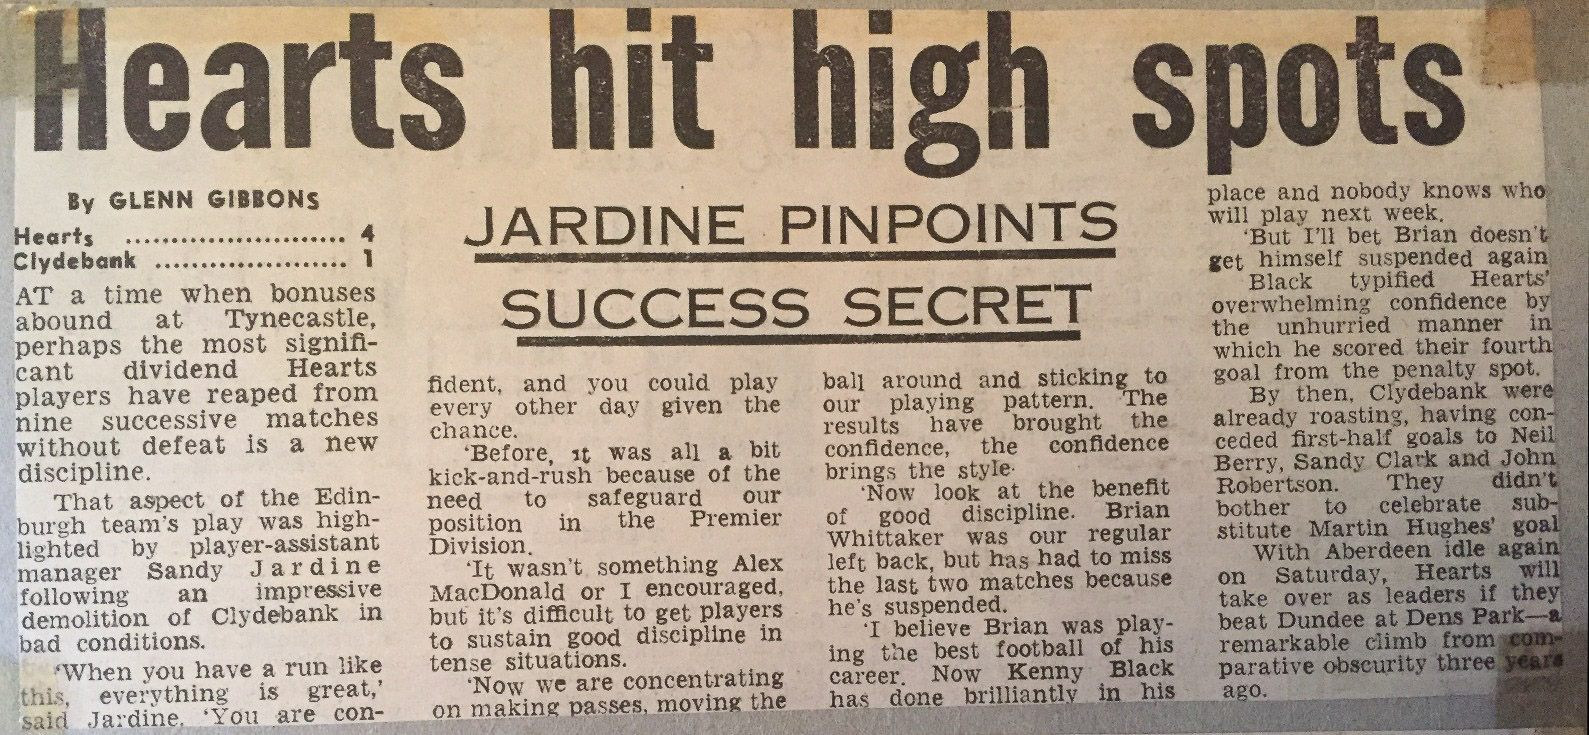 Hearts hit high spots
By GLENN GIBBONS
Hearts ........................ 4
Clydebank ..................... 1
AT a time when bonuses
abound at Tynecastle,
perhaps the most signifi-
cant dividend Hearts
players have reaped from
nine successive matches
without defeat is a new
discipline.
That aspect of the Edin-
burgh team's play was high-
lighted by player-assistant
manager Sandy Jardine
following an impressive
demolition of Clydebank in
bad conditions.
'When you have a run like
this, everything is great,'
said Jardine. 'You are con-
JARDINE PINPOINTS
SUCCESS SECRET
fident, and you could play
every other day given the
chance.
'Before, it was all a bit
kick-and-rush because of the
need to safeguard our
position in the Premier
Division.
'It wasn't something Alex
MacDonald or I encouraged,
but it's difficult to get players
to sustain good discipline in
tense situations.
'Now we are concentrating
on making passes, moving the
ball around and sticking to
our playing pattern. The
results have brought the
confidence, the confidence
brings the style.
'Now look at the benefit
of good discipline. Brian
Whittaker was our regular
left back, but has had to miss
the last two matches because
he's suspended.
'I believe Brian was play-
ing the best football of his
career. Now Kenny Black
has done brilliantly in his
place and nobody knows who
will play next week.
'But I'll bet Brian doesn't
get himself suspended again
Black typified Hearts'
overwhelming confidence by
the unhurried manner in
which he scored their fourth
goal from the penalty spot.
By then, Clydebank were
already roasting, having con-
ceded first-half goals to Neil
Berry, Sandy Clark and John
Robertson. They didn't
bother to celebrate sub-
stitute Martin Hughes' goal
With Aberdeen idle again
on Saturday, Hearts will
take over as leaders if they
beat Dundee at Dens Park—a
remarkable climb from com-
parative obscurity three years
ago.